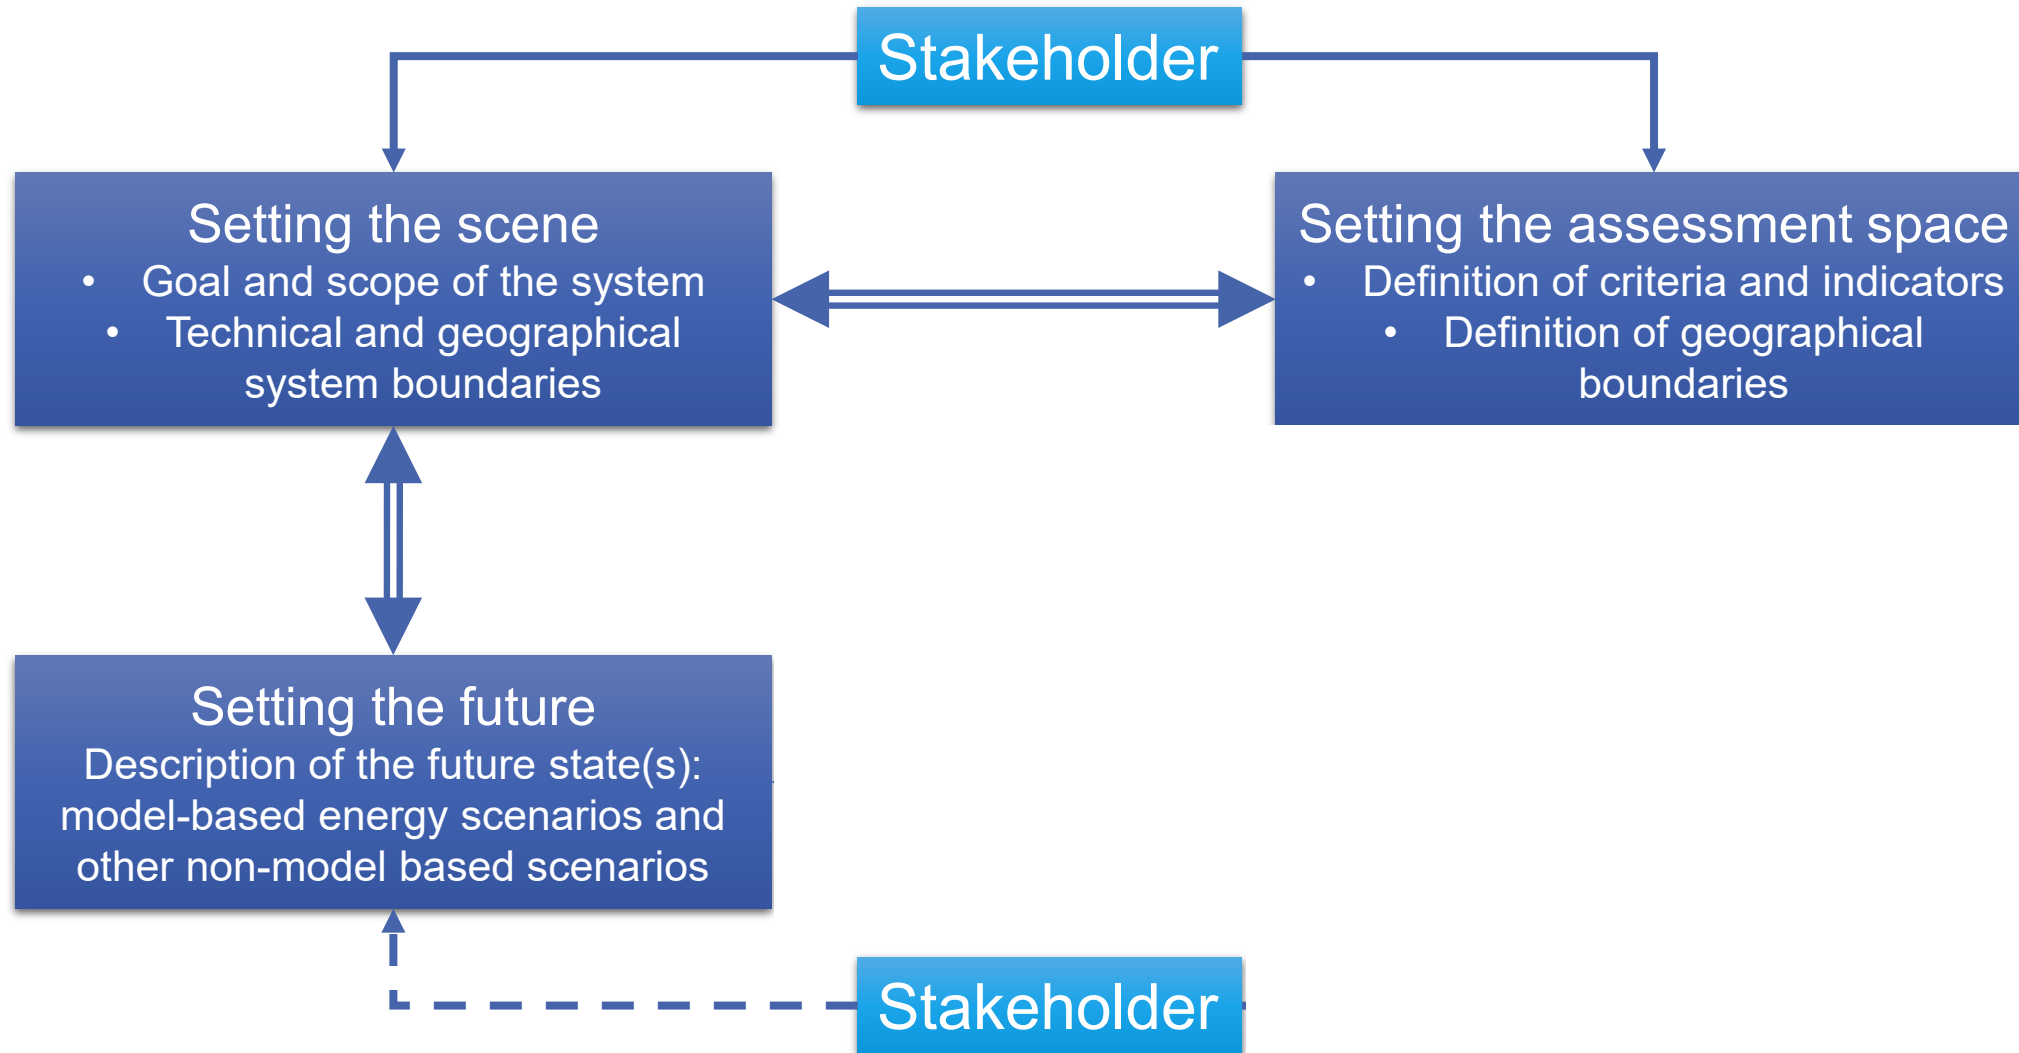 Stakeholder
Setting the scene
• Goal and scope of the system
• Technical and geographical
system boundaries
Setting the assessment space
• Definition of criteria and indicators
• Definition of geographical
boundaries
Setting the future
Description of the future state(s):
model-based energy scenarios and
other non-model based scenarios
Stakeholder